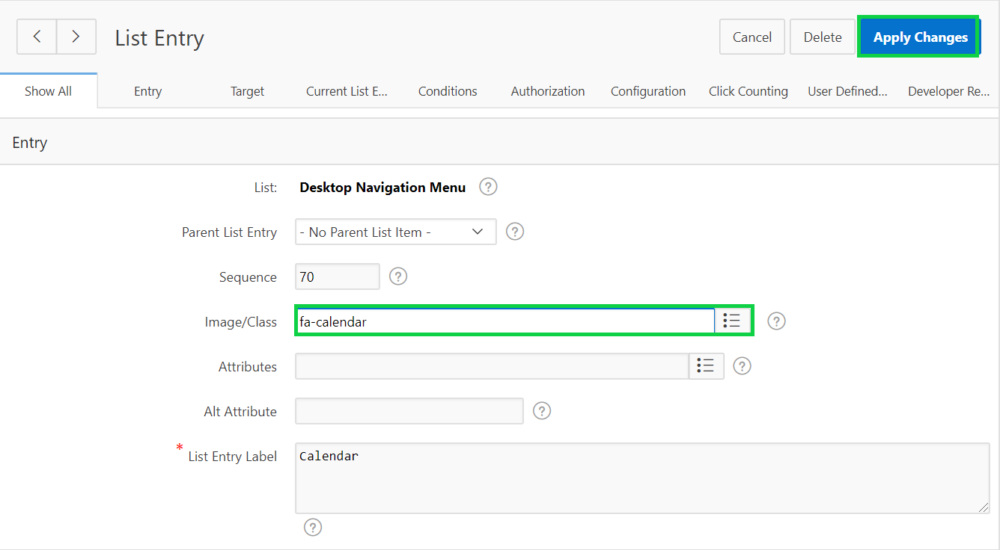 List Entry
Cancel
Delete
Apply Changes
Show All
Entry
Target
Current List E...
Conditions
Authorization
Configuration
Click Counting
User Defined...
Developer Re...
Entry
List: Desktop Navigation Menu ?
Parent List Entry - No Parent List Item - ?
Sequence 70 ?
Image/Class fa-calendar ?
Attributes ?
Alt Attribute ?
* List Entry Label Calendar
?